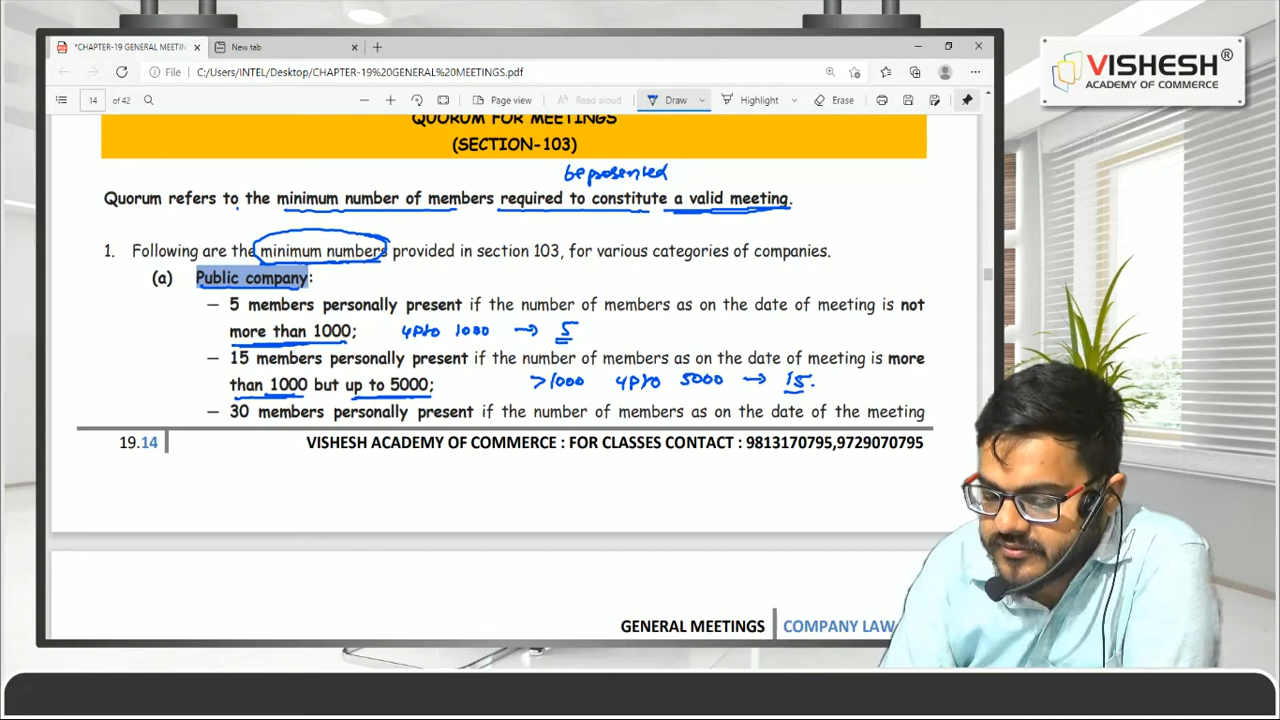 *CHAPTER-19 GENERAL MEETIN
New tab
File C:/Users/INTEL/Desktop/CHAPTER-19%20GENERAL%20MEETINGS.pdf
14 of 42 Page view Read aloud Draw Highlight Erase
VISHESH®
ACADEMY OF COMMERCE
QUORUM FOR MEETINGS
(SECTION-103)
be presented
Quorum refers to the minimum number of members required to constitute a valid meeting.
1. Following are the minimum numbers provided in section 103, for various categories of companies.
(a) Public company:
— 5 members personally present if the number of members as on the date of meeting is not
more than 1000; upto 1000 → 5
— 15 members personally present if the number of members as on the date of meeting is more
than 1000 but up to 5000; >1000 upto 5000 → 15.
— 30 members personally present if the number of members as on the date of the meeting
19.14 VISHESH ACADEMY OF COMMERCE : FOR CLASSES CONTACT : 9813170795,9729070795
GENERAL MEETINGS COMPANY LAW